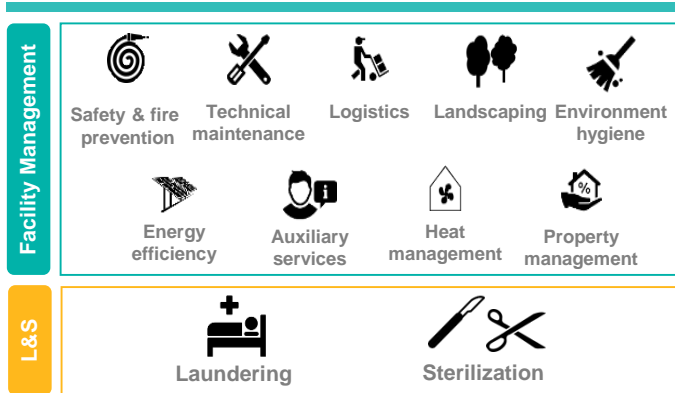 Facility Management
Safety & fire
prevention
Technical
maintenance
Logistics
Landscaping
Environment
hygiene
Energy
efficiency
i
Auxiliary
services
Heat
management
%
Property
management
L&S
Laundering
Sterilization